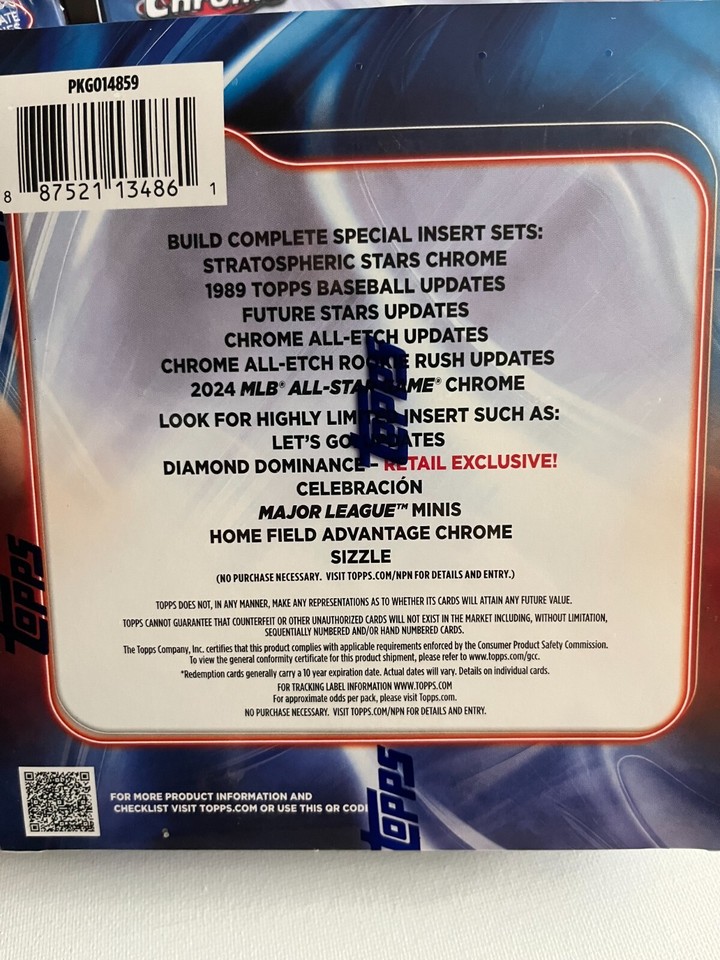 Chrom
PKG014859
8 87521 13486 1
BUILD COMPLETE SPECIAL INSERT SETS:
STRATOSPHERIC STARS CHROME
1989 TOPPS BASEBALL UPDATES
FUTURE STARS UPDATES
CHROME ALL-ETCH UPDATES
CHROME ALL-ETCH ROOKIE RUSH UPDATES
2024 MLB® ALL-STAR GAME® CHROME
LOOK FOR HIGHLY LIMITED INSERT SUCH AS:
LET'S GO! UPDATES
DIAMOND DOMINANCE – RETAIL EXCLUSIVE!
CELEBRACIÓN
MAJOR LEAGUE™ MINIS
HOME FIELD ADVANTAGE CHROME
SIZZLE
(NO PURCHASE NECESSARY. VISIT TOPPS.COM/NPN FOR DETAILS AND ENTRY.)
TOPPS DOES NOT, IN ANY MANNER, MAKE ANY REPRESENTATIONS AS TO WHETHER ITS CARDS WILL ATTAIN ANY FUTURE VALUE.
TOPPS CANNOT GUARANTEE THAT COUNTERFEIT OR OTHER UNAUTHORIZED CARDS WILL NOT EXIST IN THE MARKET INCLUDING, WITHOUT LIMITATION,
SEQUENTIALLY NUMBERED AND/OR HAND NUMBERED CARDS.
The Topps Company, Inc. certifies that this product complies with applicable requirements enforced by the Consumer Product Safety Commission.
To view the general conformity certificate for this product shipment, please refer to www.topps.com/gcc.
*Redemption cards generally carry a 10 year expiration date. Actual dates will vary. Details on individual cards.
FOR TRACKING LABEL INFORMATION WWW.TOPPS.COM
For approximate odds per pack, please visit Topps.com.
NO PURCHASE NECESSARY. VISIT TOPPS.COM/NPN FOR DETAILS AND ENTRY.
FOR MORE PRODUCT INFORMATION AND
CHECKLIST VISIT TOPPS.COM OR USE THIS QR CODE
topps
topps
topps